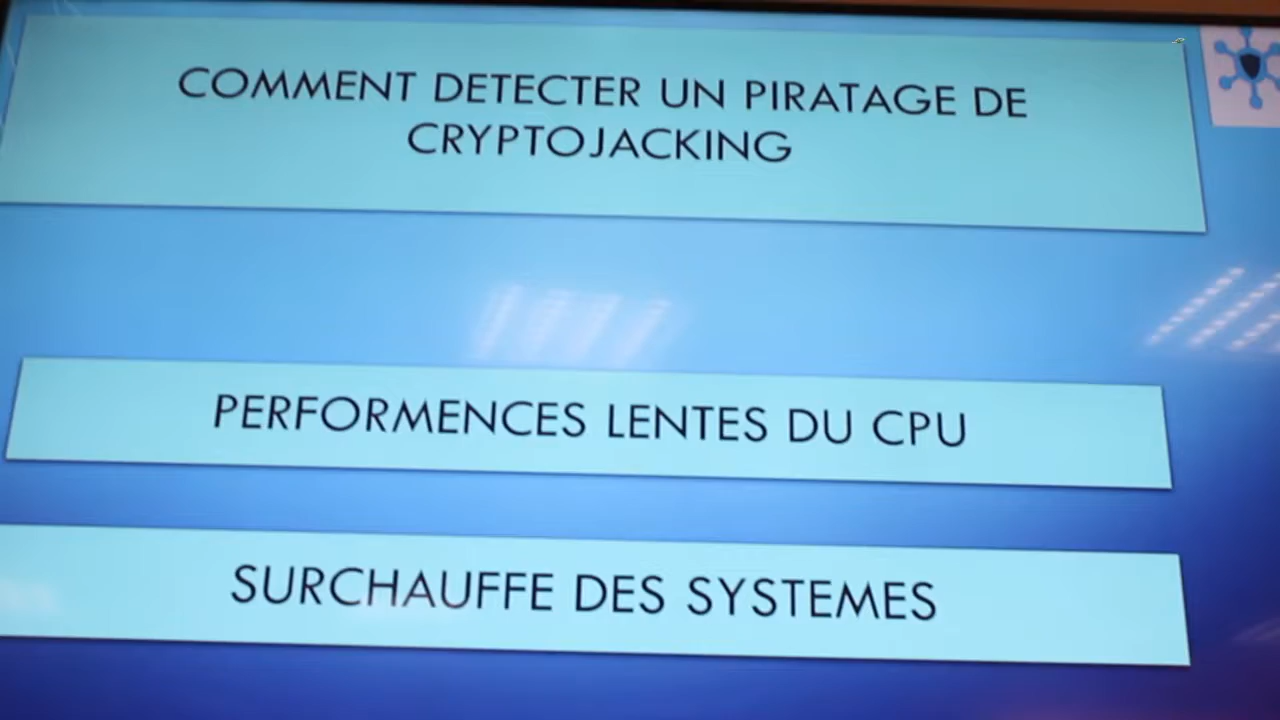 COMMENT DETECTER UN PIRATAGE DE
CRYPTOJACKING
PERFORMENCES LENTES DU CPU
SURCHAUFFE DES SYSTEMES